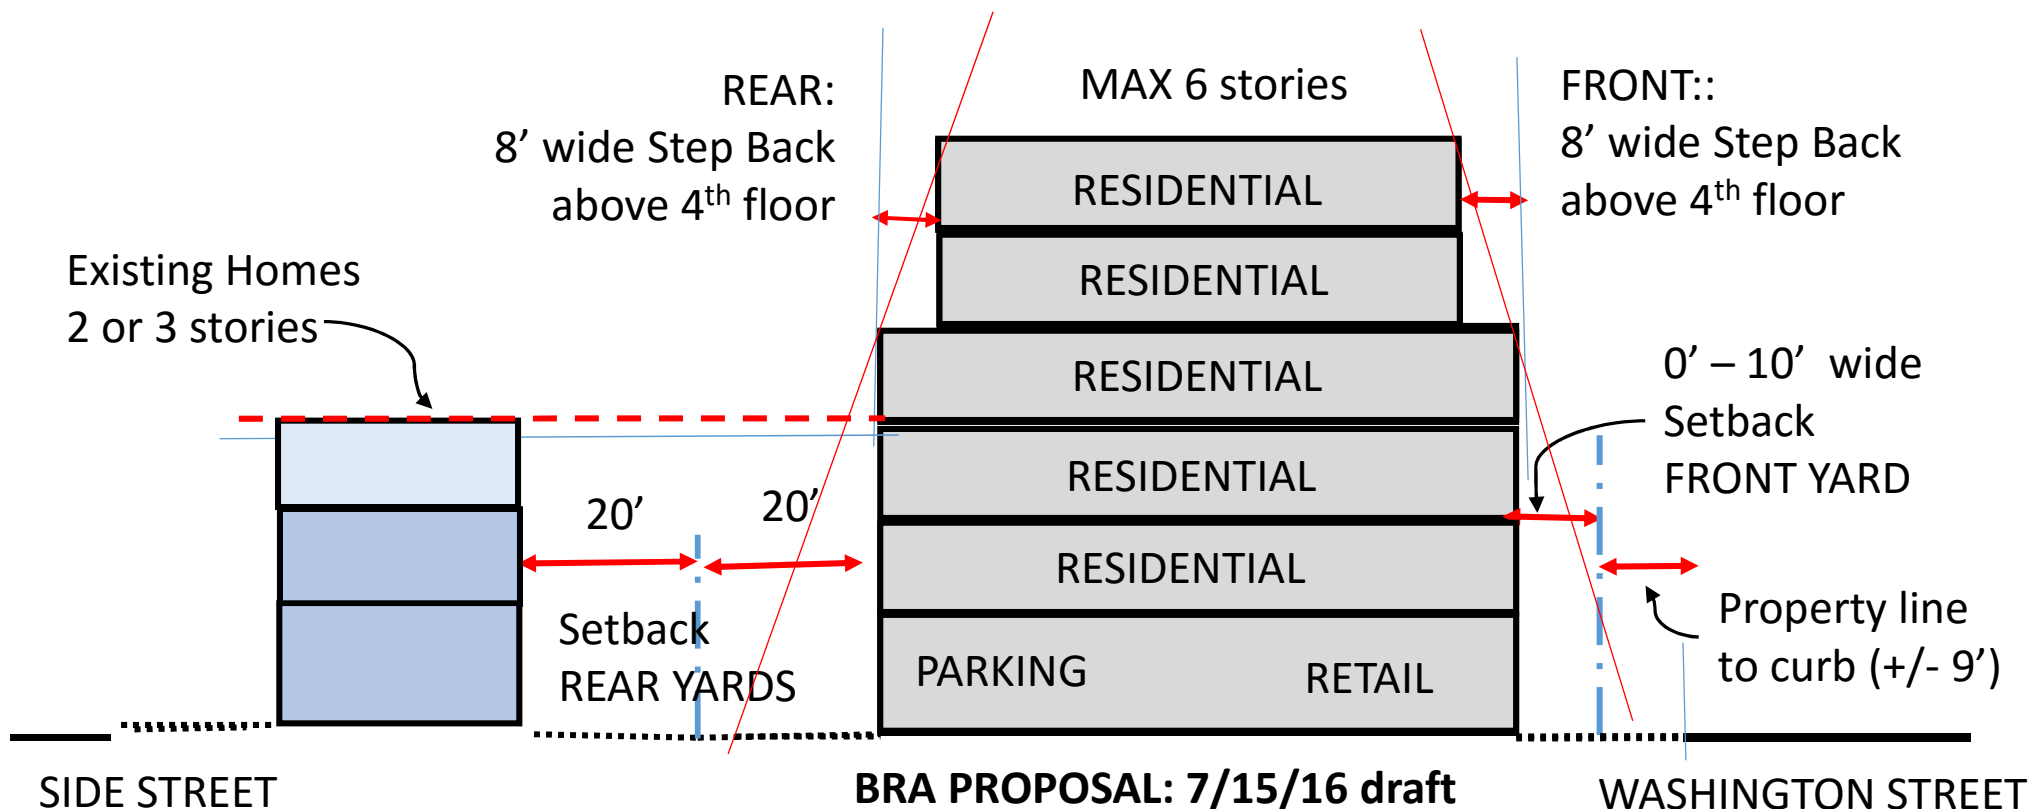 REAR:
8’ wide Step Back
above 4th floor
MAX 6 stories
FRONT::
8’ wide Step Back
above 4th floor
Existing Homes
2 or 3 stories
RESIDENTIAL
RESIDENTIAL
RESIDENTIAL
RESIDENTIAL
RESIDENTIAL
PARKING
RETAIL
0’ – 10’ wide
Setback
FRONT YARD
20’
20’
Setback
REAR YARDS
Property line
to curb (+/- 9’)
SIDE STREET
BRA PROPOSAL: 7/15/16 draft
WASHINGTON STREET